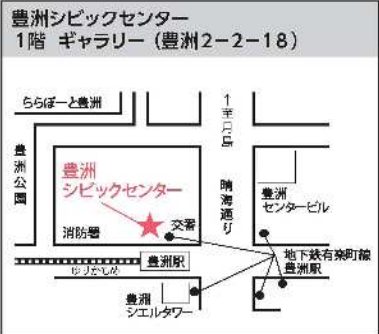 豊洲シビックセンター
1階 ギャラリー（豊洲2－2－18）
ららぽーと豊洲
↑至月島
豊洲公園
豊洲
シビックセンター
晴海通り
豊洲
センタービル
消防署
交番
豊洲駅
ゆりかもめ
地下鉄有楽町線
豊洲駅
豊洲
シエルタワー